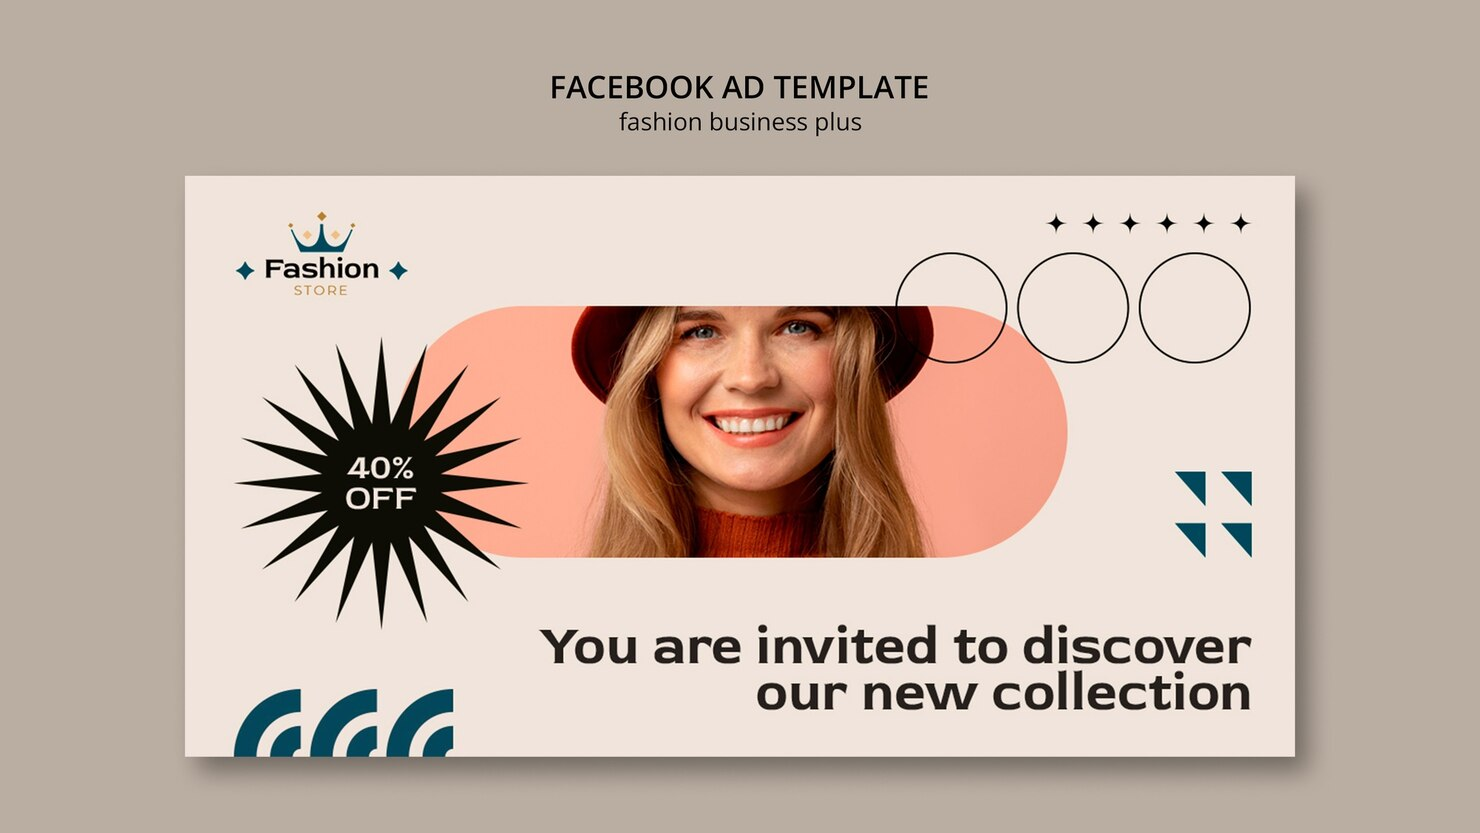 FACEBOOK AD TEMPLATE
fashion business plus
Fashion
STORE
40%
OFF
You are invited to discover
our new collection